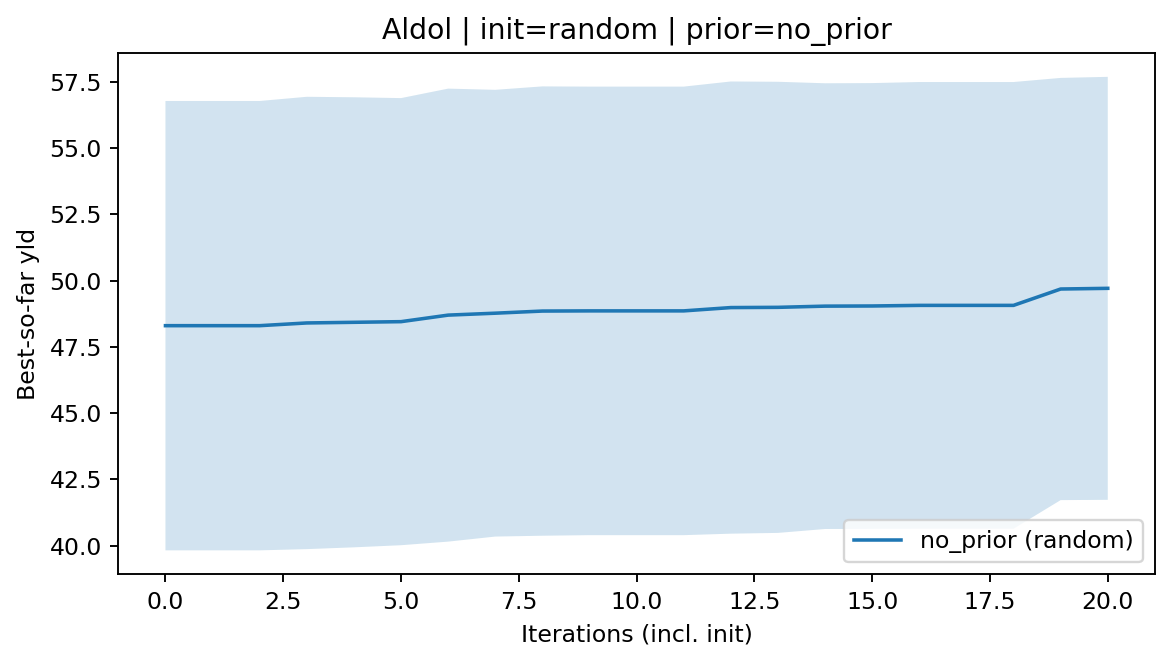 Aldol | init=random | prior=no_prior
Best-so-far yld
57.5
55.0
52.5
50.0
47.5
45.0
42.5
40.0
no_prior (random)
0.0 2.5 5.0 7.5 10.0 12.5 15.0 17.5 20.0
Iterations (incl. init)